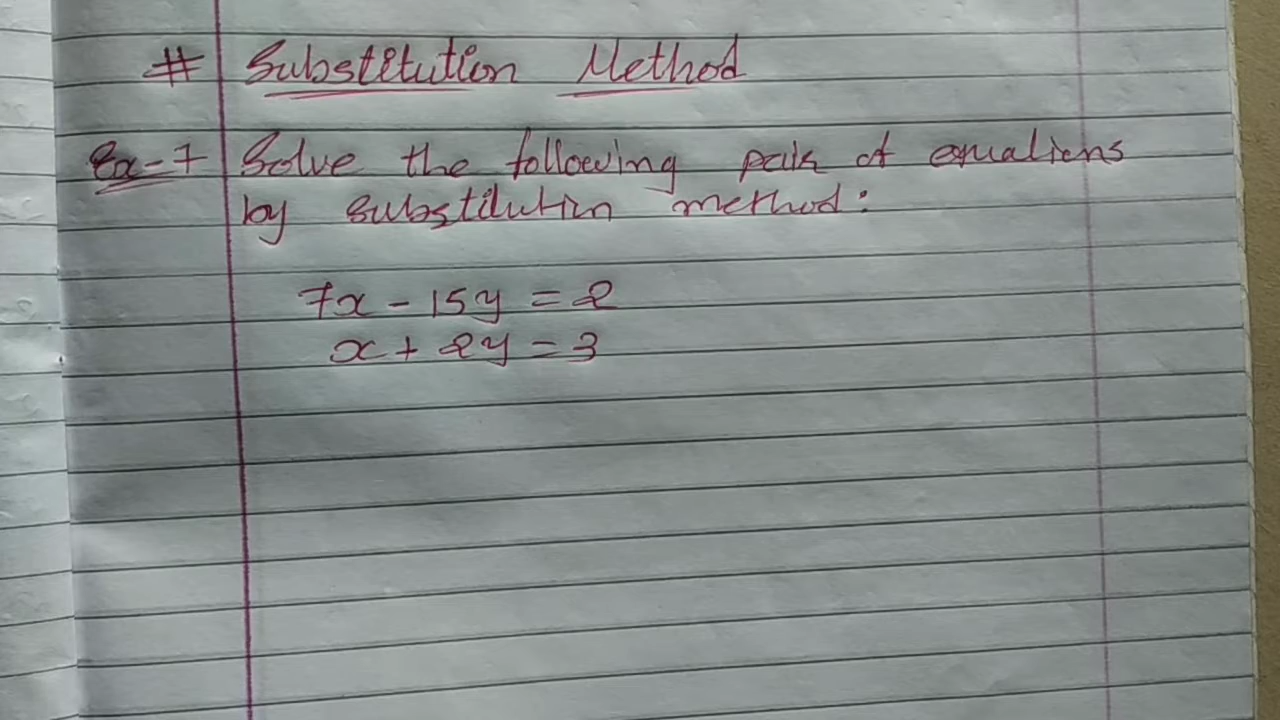 # Substitution Method
Ex-7 Solve the following pair of equations
by substitution method:
7x - 15y = 2
x + 2y = 3